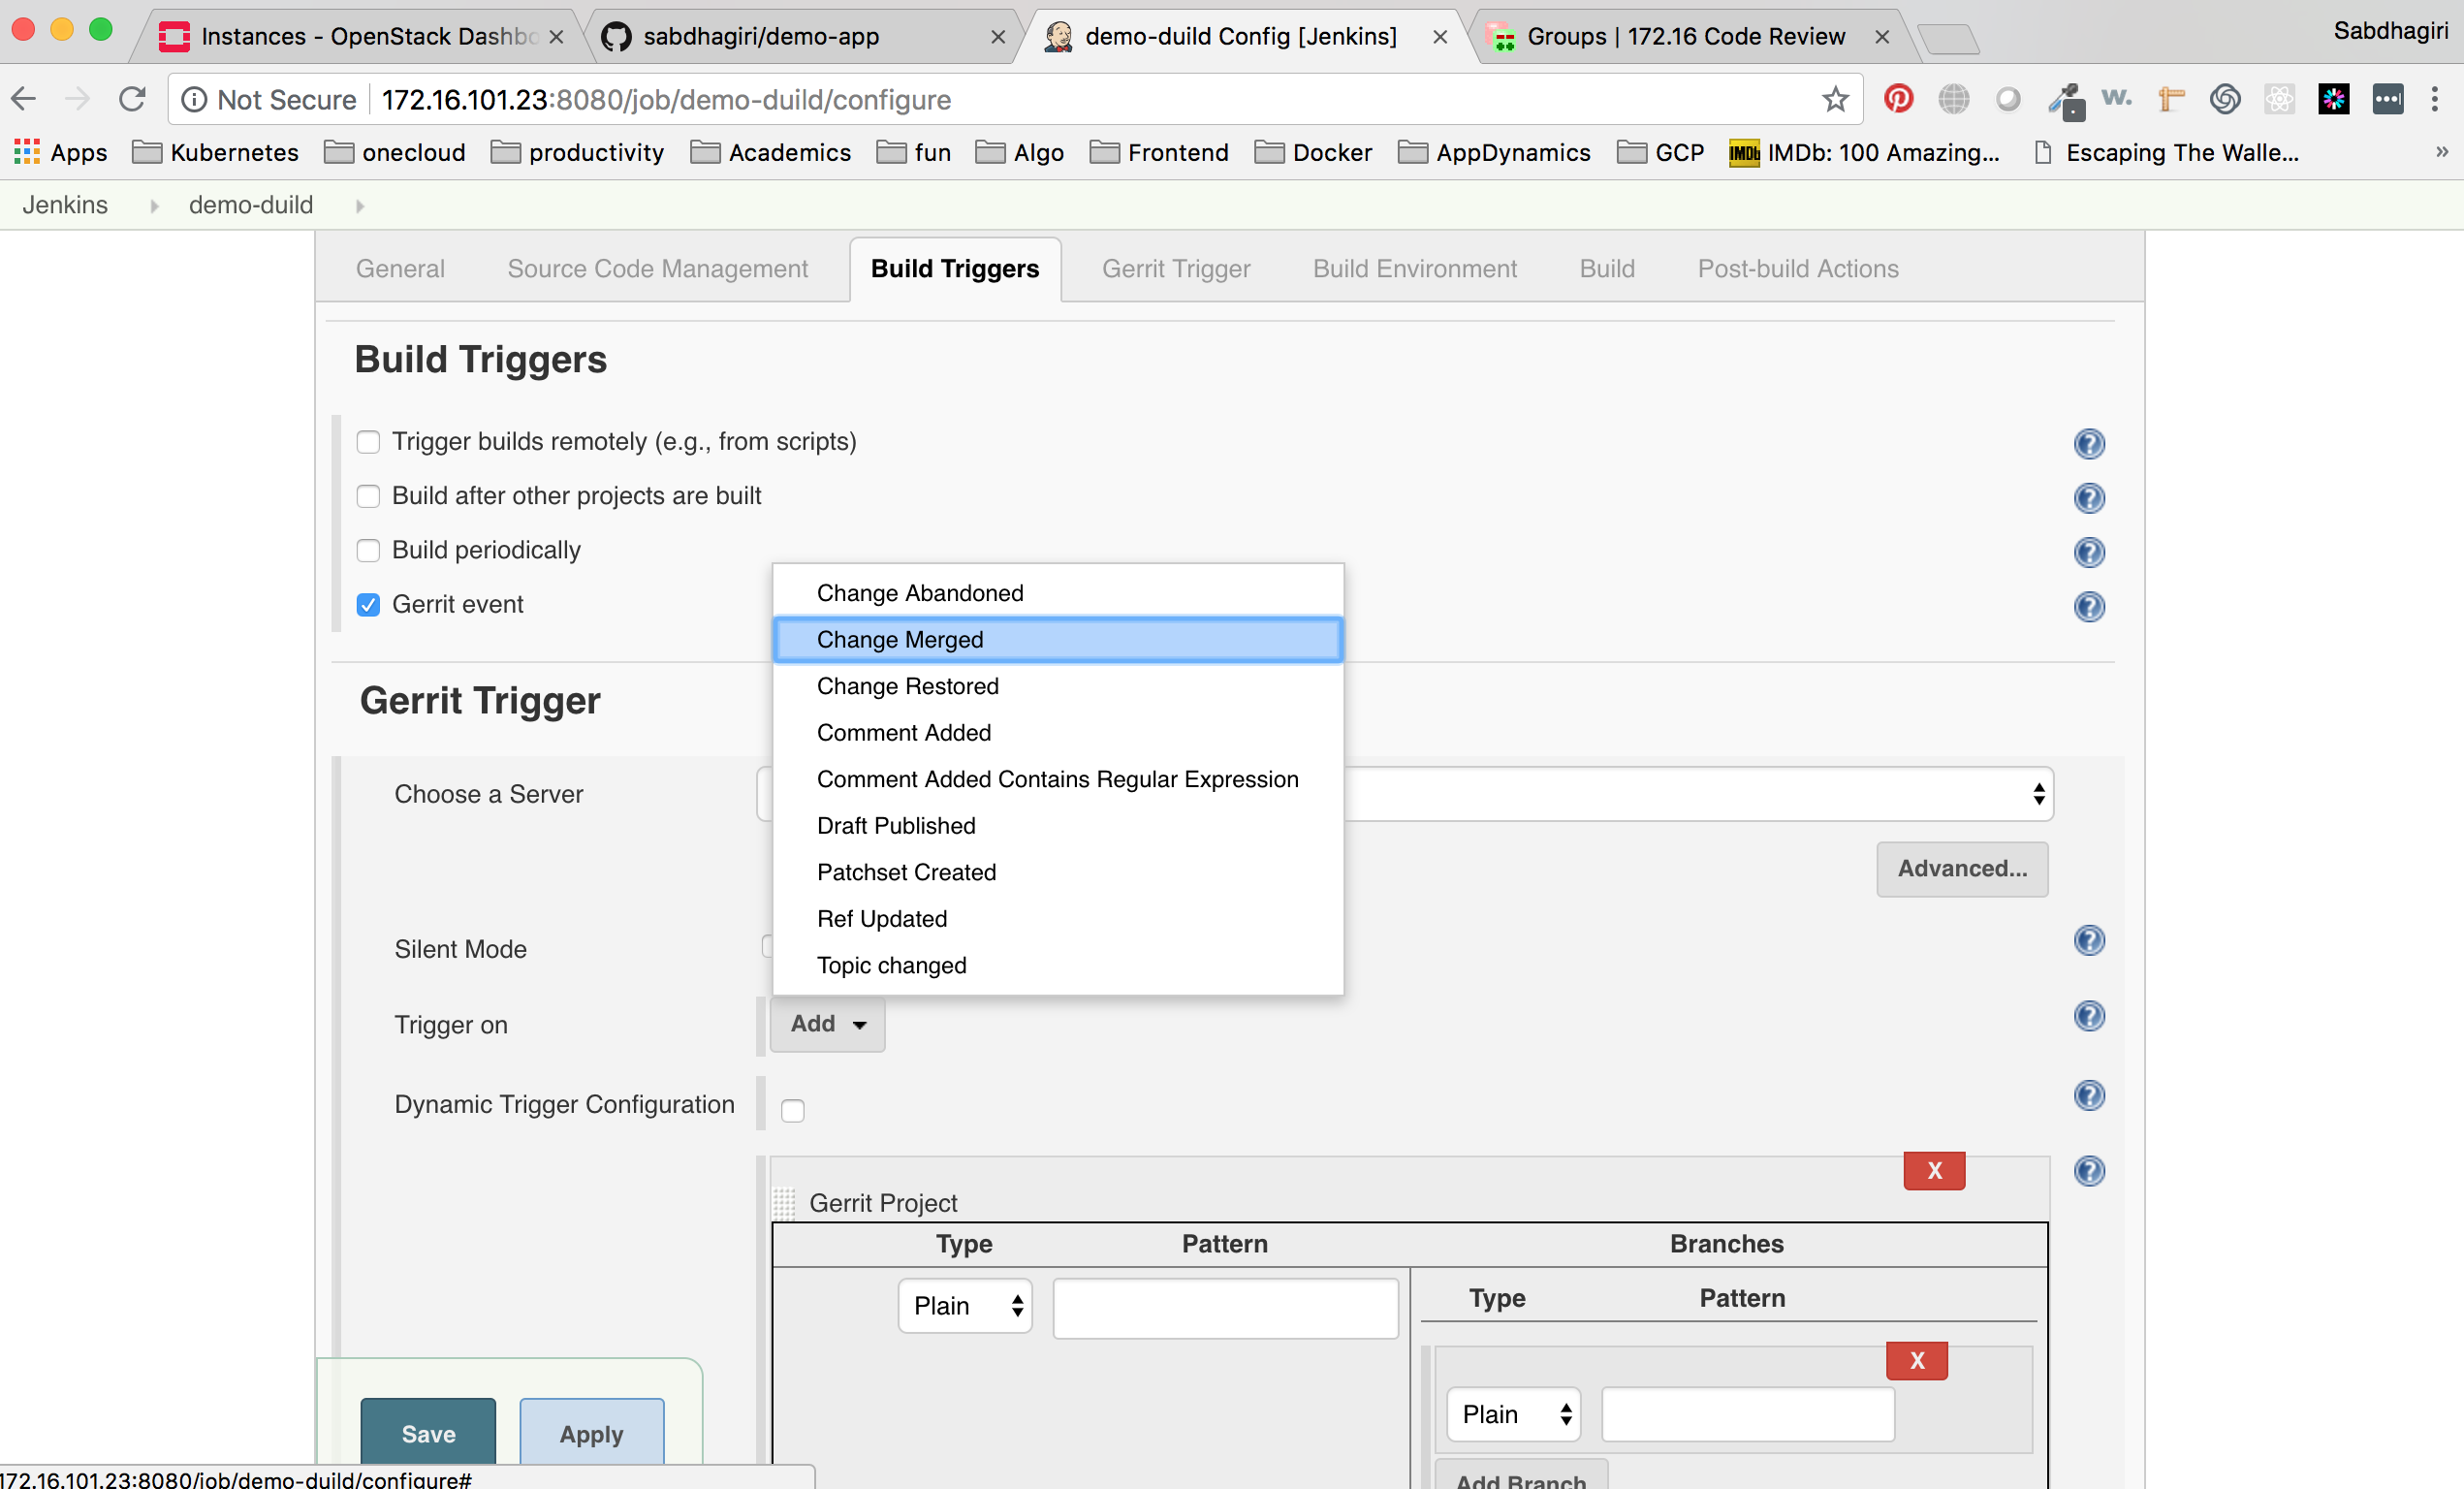 Instances - OpenStack Dashbo
sabdhagiri/demo-app
demo-duild Config [Jenkins]
Groups | 172.16 Code Review
Sabdhagiri
Not Secure
172.16.101.23:8080/job/demo-duild/configure
W.
Apps
Kubernetes
onecloud
productivity
Academics
fun
Algo
Frontend
Docker
AppDynamics
GCP
IMDb
IMDb: 100 Amazing...
Escaping The Walle...
»
Jenkins
demo-duild
General
Source Code Management
Build Triggers
Gerrit Trigger
Build Environment
Build
Post-build Actions
Build Triggers
Trigger builds remotely (e.g., from scripts)
Build after other projects are built
Build periodically
Gerrit event
Change Abandoned
Change Merged
Change Restored
Comment Added
Comment Added Contains Regular Expression
Draft Published
Patchset Created
Ref Updated
Topic changed
Gerrit Trigger
Choose a Server
Advanced...
Silent Mode
Trigger on
Add
Dynamic Trigger Configuration
X
Gerrit Project
Type
Pattern
Branches
Plain
Type
Pattern
X
Plain
Add Branch
Save
Apply
172.16.101.23:8080/job/demo-duild/configure#